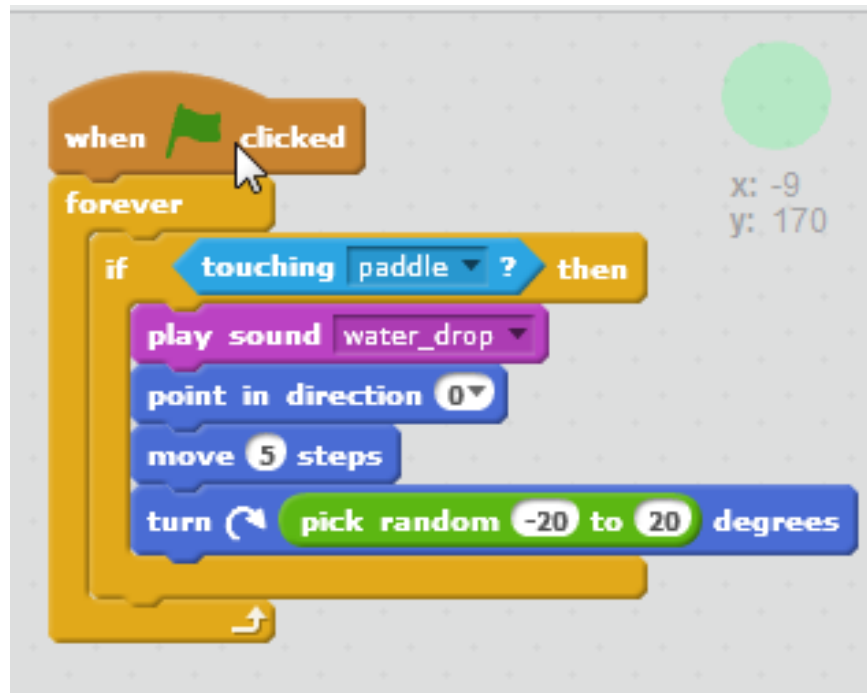 when clicked
forever
if touching paddle ? then
play sound water_drop
point in direction 0
move 5 steps
turn pick random -20 to 20 degrees
x: -9
y: 170